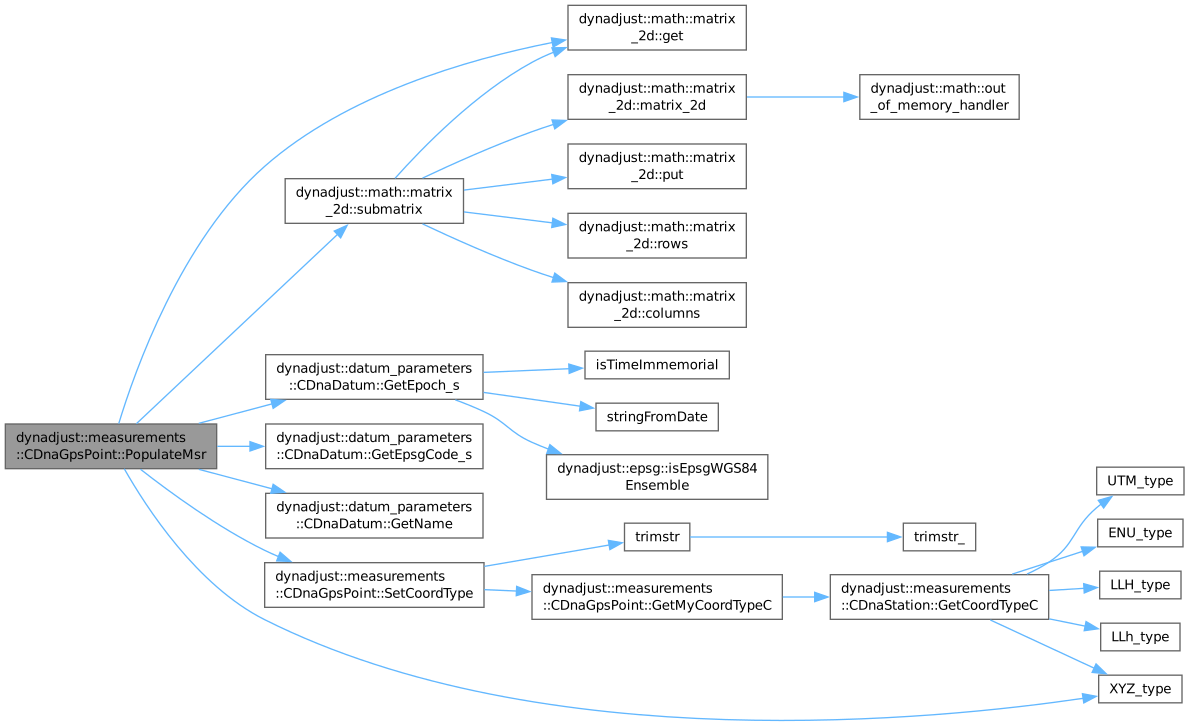 dynadjust::measurements
::CDnaGpsPoint::PopulateMsr
dynadjust::math::matrix
_2d::submatrix
dynadjust::math::matrix
_2d::get
dynadjust::math::matrix
_2d::matrix_2d
dynadjust::math::out
_of_memory_handler
dynadjust::math::matrix
_2d::put
dynadjust::math::matrix
_2d::rows
dynadjust::math::matrix
_2d::columns
dynadjust::datum_parameters
::CDnaDatum::GetEpoch_s
isTimeImmemorial
stringFromDate
dynadjust::epsg::isEpsgWGS84
Ensemble
dynadjust::datum_parameters
::CDnaDatum::GetEpsgCode_s
dynadjust::datum_parameters
::CDnaDatum::GetName
dynadjust::measurements
::CDnaGpsPoint::SetCoordType
trimstr
trimstr_
dynadjust::measurements
::CDnaGpsPoint::GetMyCoordTypeC
dynadjust::measurements
::CDnaStation::GetCoordTypeC
UTM_type
ENU_type
LLH_type
LLh_type
XYZ_type